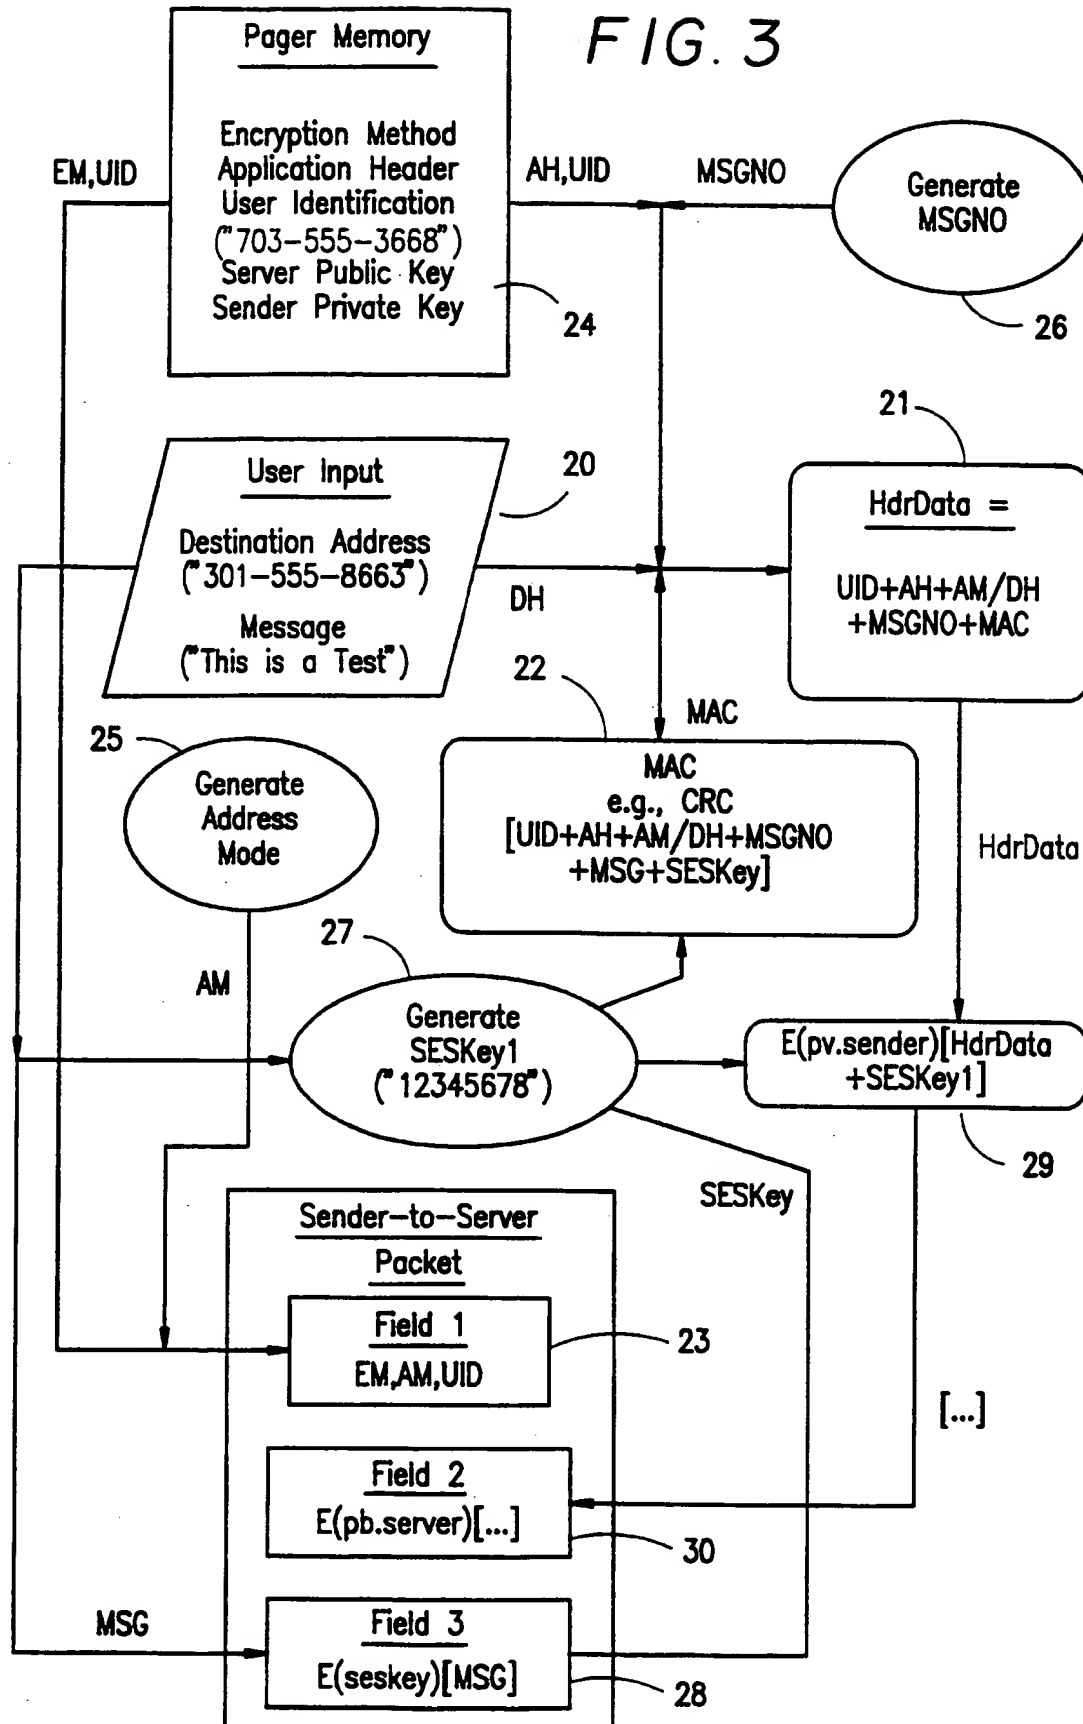 FIG. 3
Pager Memory
Encryption Method
Application Header
User Identification
("703-555-3668")
Server Public Key
Sender Private Key
24
EM,UID
AH,UID
MSGNO
Generate
MSGNO
26
21
HdrData =
UID+AH+AM/DH
+MSGNO+MAC
User Input
Destination Address
("301-555-8663")
Message
("This is a Test")
20
DH
22
MAC
MAC
e.g., CRC
[UID+AH+AM/DH+MSGNO
+MSG+SESKey]
HdrData
25
Generate
Address
Mode
AM
27
Generate
SESKey1
("12345678")
E(pv.sender)[HdrData
+SESKey1]
29
SESKey
Sender-to-Server
Packet
Field 1
EM,AM,UID
23
[...]
Field 2
E(pb.server)[...]
30
MSG
Field 3
E(seskey)[MSG]
28